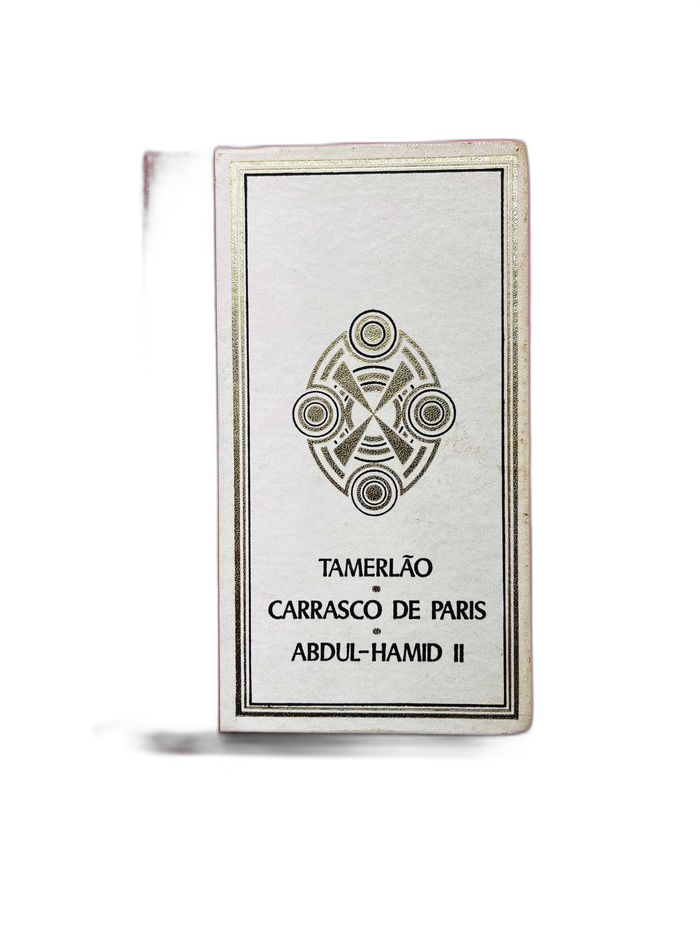 TAMERLÃO
CARRASCO DE PARIS
ABDUL-HAMID II